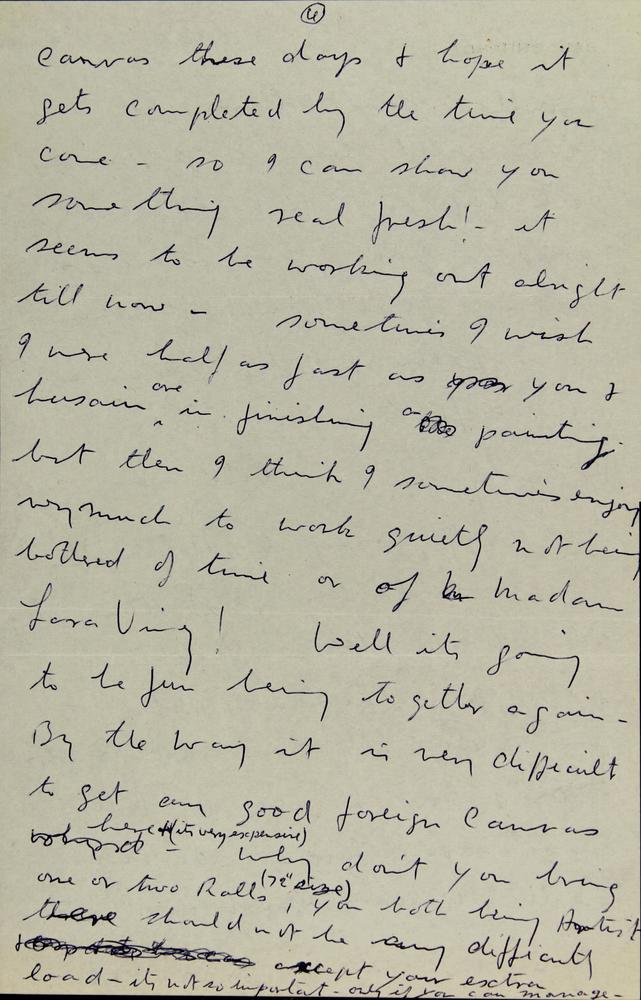 4
canvas these days & hope it
gets completed by the time you
come - so I can show you
something real fresh! - it
seems to be working out alright
till now - sometimes I wish
I were half as fast as you &
husain are in finishing a painting.
but then I think I sometimes enjoy
very much to work quietly not being
bothered of time or of Madam
Well its going
to be fun being together again -
By the way it is very difficult
to get any good foreign canvas
here (its very expensive)
- Why don't you bring
one or two Rolls (72" size) ! you both being Artist
there should not be any difficulty
except your extra
load - its not so important - only if you can manage -